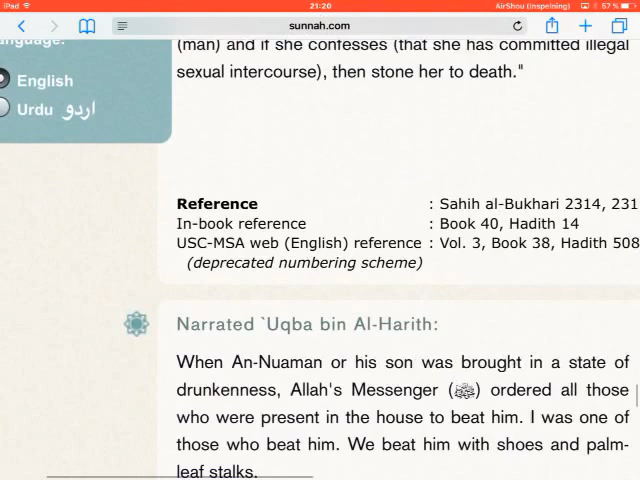 iPad
21:20
AirShou (inspelning)
57 %
sunnah.com
anguage:
English
Urdu اردو
(man) and if she confesses (that she has committed illegal
sexual intercourse), then stone her to death."
Reference : Sahih al-Bukhari 2314, 231
In-book reference : Book 40, Hadith 14
USC-MSA web (English) reference : Vol. 3, Book 38, Hadith 508
(deprecated numbering scheme)
Narrated `Uqba bin Al-Harith:
When An-Nuaman or his son was brought in a state of
drunkenness, Allah's Messenger (ﷺ) ordered all those
who were present in the house to beat him. I was one of
those who beat him. We beat him with shoes and palm-
leaf stalks.